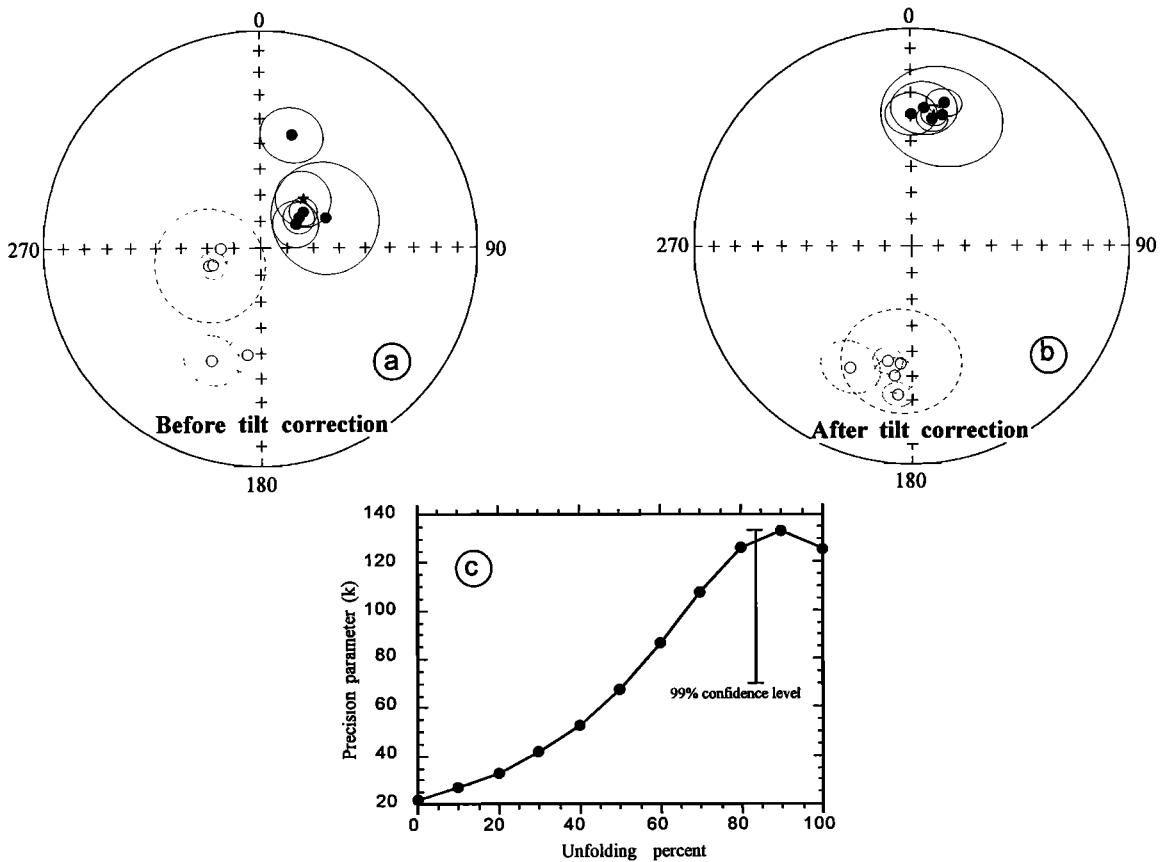 0
0
270
90
270
90
a
b
Before tilt correction
After tilt correction
180
180
140
120
100
80
60
40
20
c
99% confidence level
Precision parameter (k)
0
20
40
60
80
100
Unfolding percent